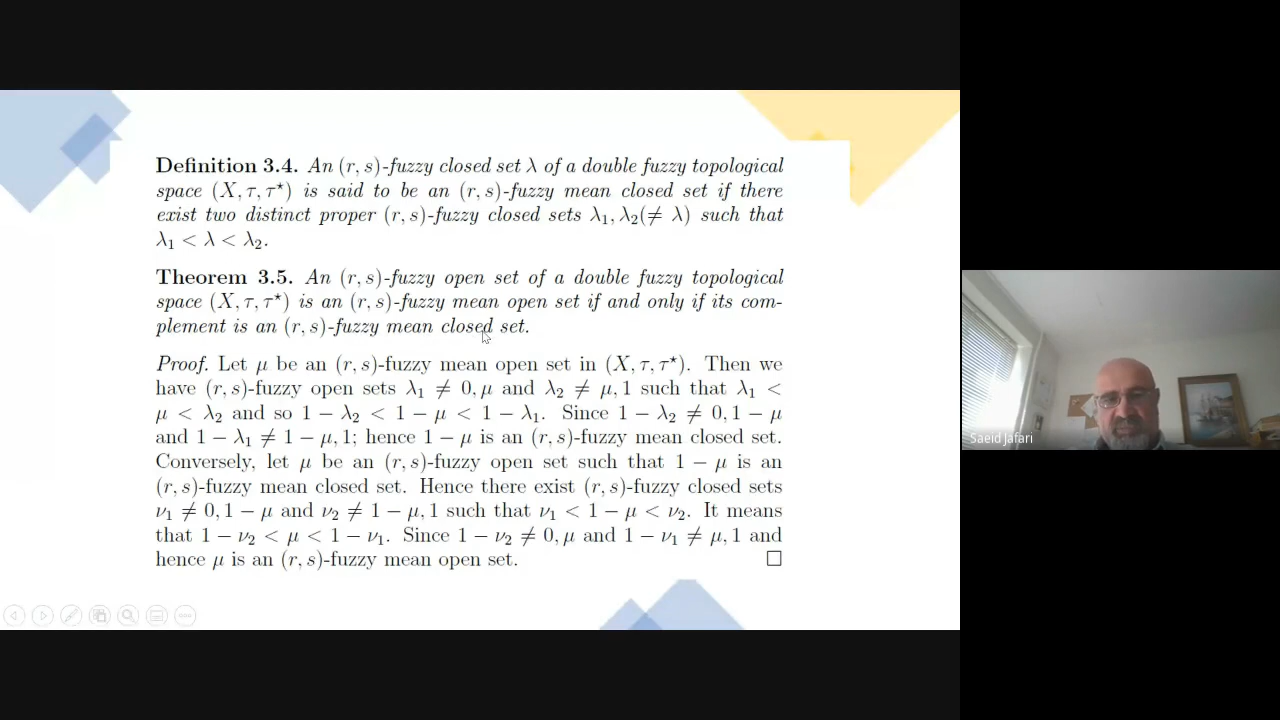 Definition 3.4. An (r, s)-fuzzy closed set λ of a double fuzzy topological
space (X, τ, τ⋆) is said to be an (r, s)-fuzzy mean closed set if there
exist two distinct proper (r, s)-fuzzy closed sets λ₁, λ₂(≠ λ) such that
λ₁ < λ < λ₂.
Theorem 3.5. An (r, s)-fuzzy open set of a double fuzzy topological
space (X, τ, τ⋆) is an (r, s)-fuzzy mean open set if and only if its com-
plement is an (r, s)-fuzzy mean closed set.
Proof. Let μ be an (r, s)-fuzzy mean open set in (X, τ, τ⋆). Then we
have (r, s)-fuzzy open sets λ₁ ≠ 0, μ and λ₂ ≠ μ, 1 such that λ₁ <
μ < λ₂ and so 1 − λ₂ < 1 − μ < 1 − λ₁. Since 1 − λ₂ ≠ 0, 1 − μ
and 1 − λ₁ ≠ 1 − μ, 1; hence 1 − μ is an (r, s)-fuzzy mean closed set.
Conversely, let μ be an (r, s)-fuzzy open set such that 1 − μ is an
(r, s)-fuzzy mean closed set. Hence there exist (r, s)-fuzzy closed sets
ν₁ ≠ 0, 1 − μ and ν₂ ≠ 1 − μ, 1 such that ν₁ < 1 − μ < ν₂. It means
that 1 − ν₂ < μ < 1 − ν₁. Since 1 − ν₂ ≠ 0, μ and 1 − ν₁ ≠ μ, 1 and
hence μ is an (r, s)-fuzzy mean open set. □
Saeid Jafari